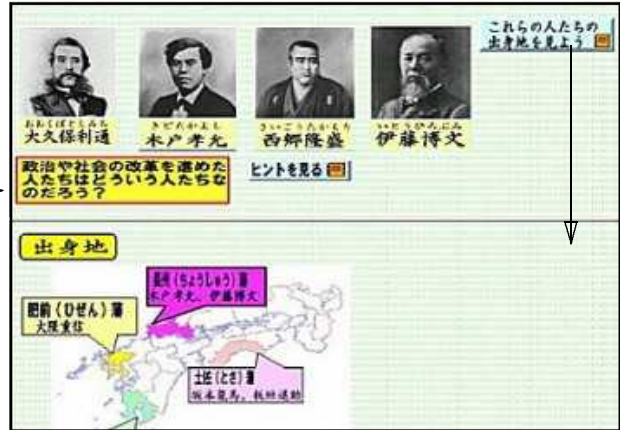 これらの人たちの
出身地を見よう
おおくぼとしみち
大久保利通
きどたかよし
木戸孝允
さいごうたかもり
西郷隆盛
いとうひろぶみ
伊藤博文
政治や社会の改革を進めた
人たちはどういう人たちな
のだろう？
ヒントを見る
出身地
長州（ちょうしゅう）藩
木戸孝允，伊藤博文
肥前（ひぜん）藩
大隈重信
土佐（とさ）藩
坂本龍馬，板垣退助